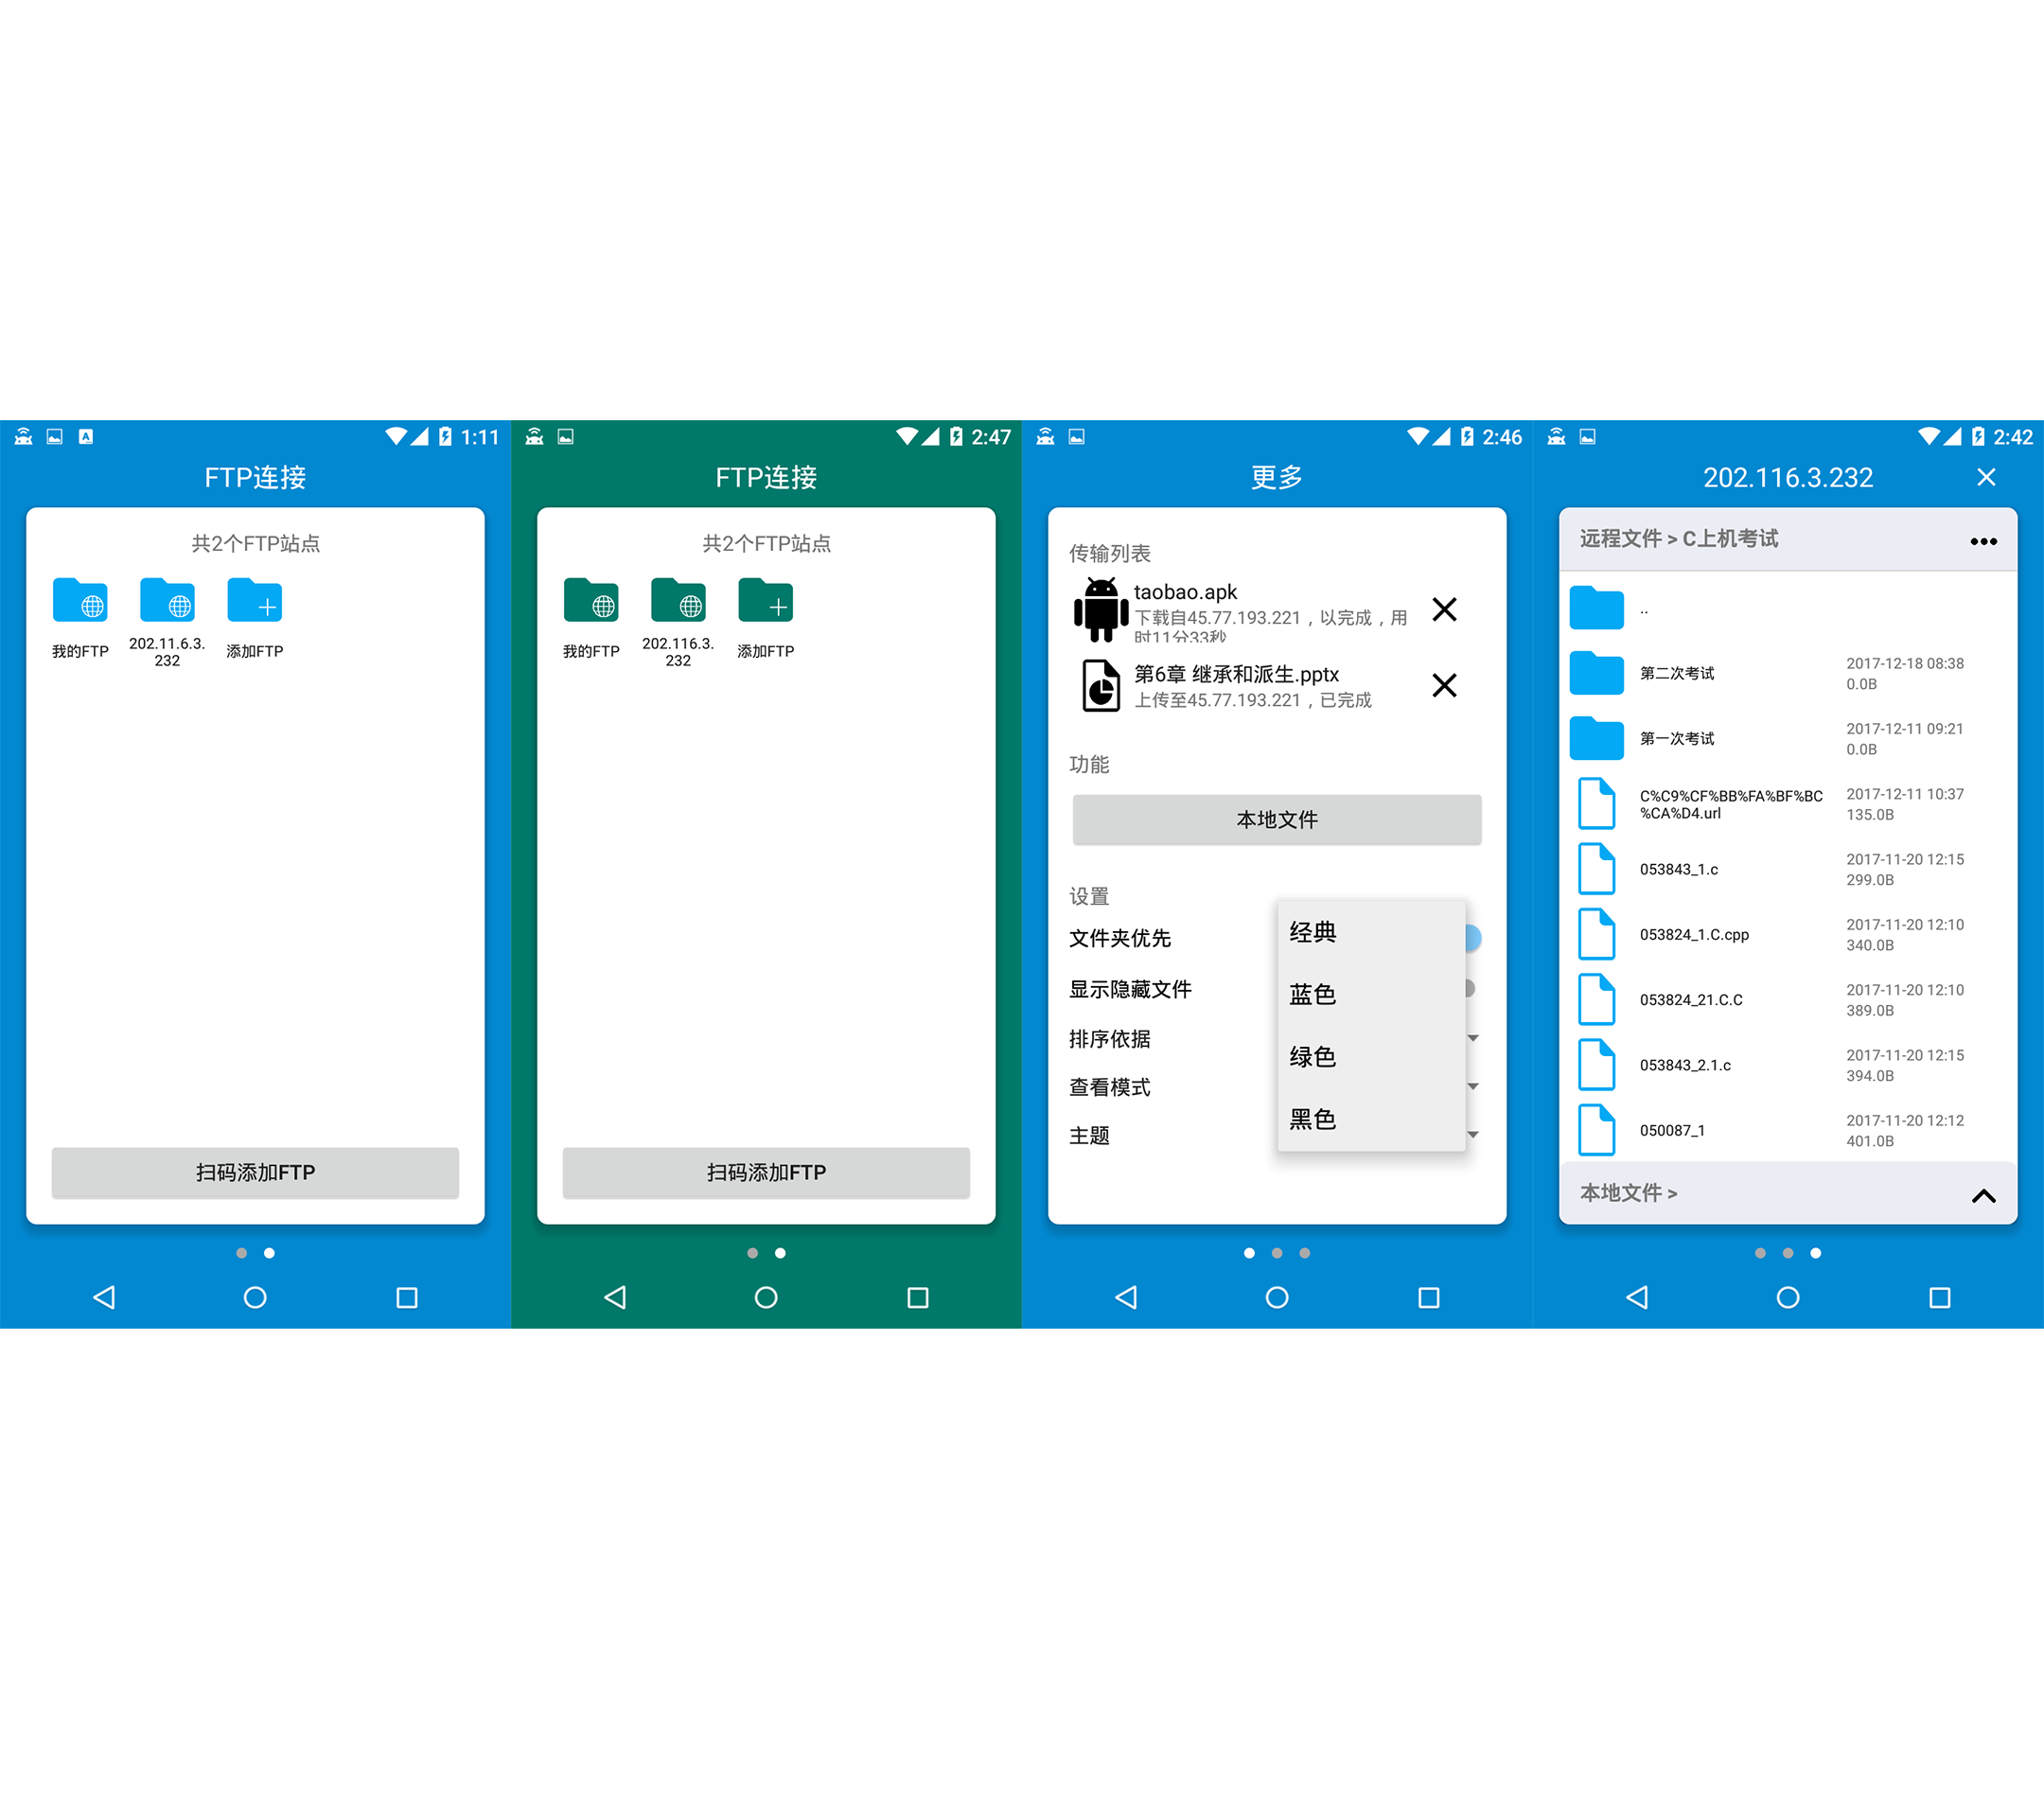 1:11
FTP连接
共2个FTP站点
我的FTP
202.11.6.3.
232
添加FTP
扫码添加FTP
2:47
FTP连接
共2个FTP站点
我的FTP
202.116.3.
232
添加FTP
扫码添加FTP
2:46
更多
传输列表
taobao.apk
下载自45.77.193.221，以完成，用
时11分33秒
第6章 继承和派生.pptx
上传至45.77.193.221，已完成
功能
本地文件
设置
文件夹优先
显示隐藏文件
排序依据
查看模式
主题
经典
蓝色
绿色
黑色
2:42
202.116.3.232
远程文件 > C上机考试
..
第二次考试
2017-12-18 08:38
0.0B
第一次考试
2017-12-11 09:21
0.0B
C%C9%CF%BB%FA%BF%BC
%CA%D4.url
2017-12-11 10:37
135.0B
053843_1.c
2017-11-20 12:15
299.0B
053824_1.C.cpp
2017-11-20 12:10
340.0B
053824_21.C.C
2017-11-20 12:10
389.0B
053843_2.1.c
2017-11-20 12:15
394.0B
050087_1
2017-11-20 12:12
401.0B
本地文件 >